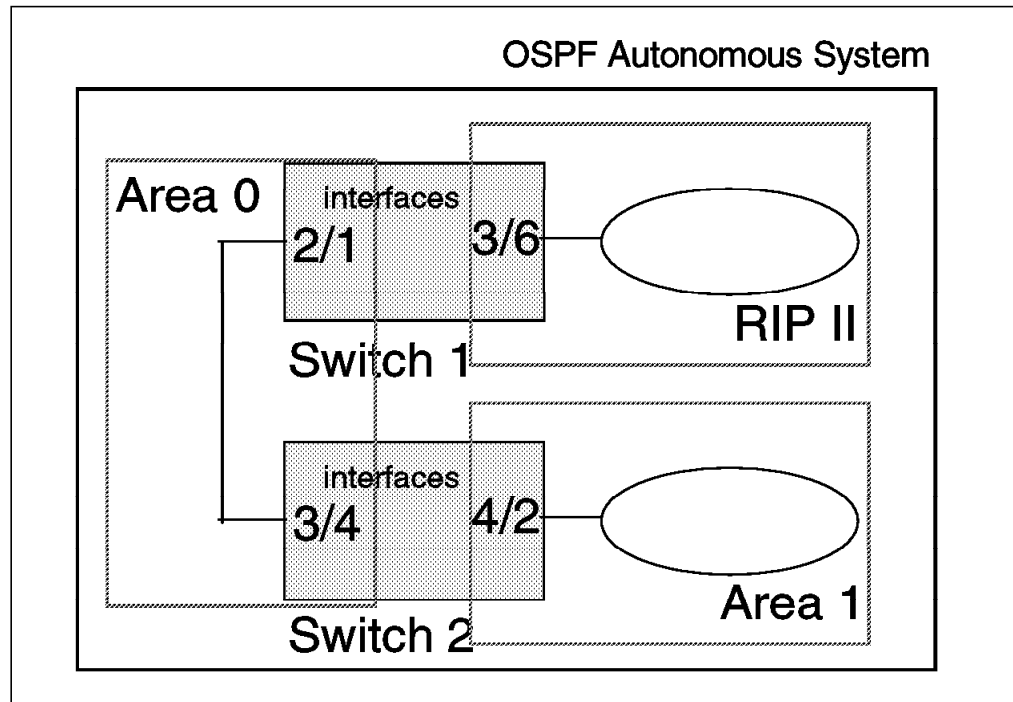 OSPF Autonomous System
Area 0
interfaces
2/1
3/6
RIP II
Switch 1
interfaces
3/4
4/2
Area 1
Switch 2